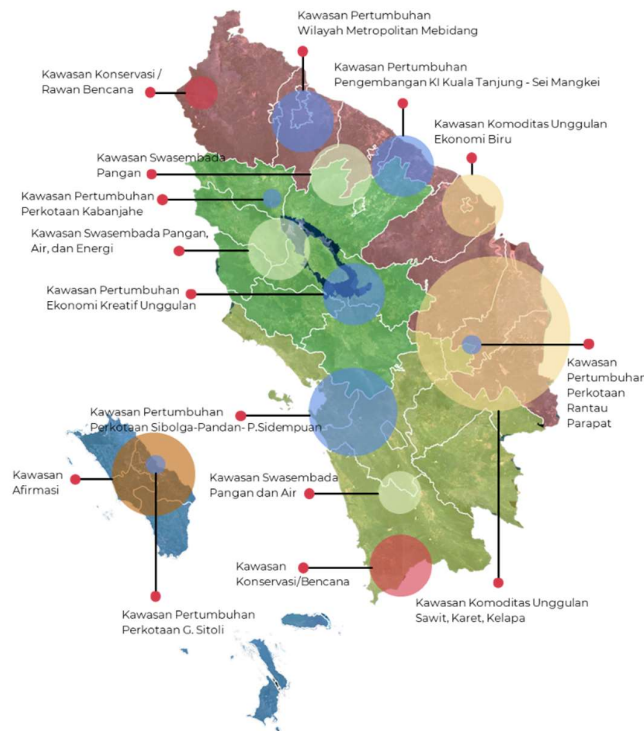 Kawasan Pertumbuhan
Wilayah Metropolitan Mebidang
Kawasan Pertumbuhan
Pengembangan KI Kuala Tanjung - Sei Mangkei
Kawasan Konservasi /
Rawan Bencana
Kawasan Komoditas Unggulan
Ekonomi Biru
Kawasan Swasembada
Pangan
Kawasan Pertumbuhan
Perkotaan Kabanjahe
Kawasan Swasembada Pangan,
Air, dan Energi
Kawasan Pertumbuhan
Ekonomi Kreatif Unggulan
Kawasan
Pertumbuhan
Perkotaan
Rantau
Parapat
Kawasan Pertumbuhan
Perkotaan Sibolga-Pandan- P.Sidempuan
Kawasan
Afirmasi
Kawasan Swasembada
Pangan dan Air
Kawasan
Konservasi/Bencana
Kawasan Komoditas Unggulan
Sawit, Karet, Kelapa
Kawasan Pertumbuhan
Perkotaan G. Sitoli